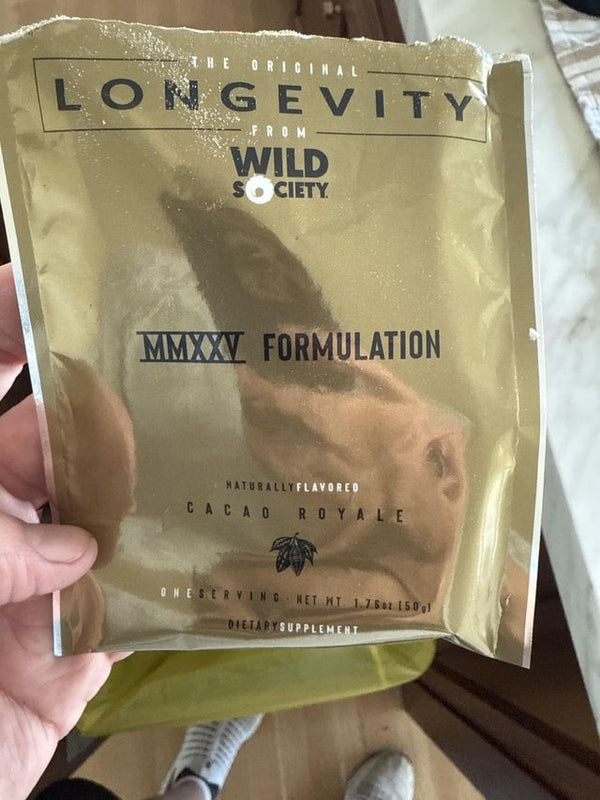 THE ORIGINAL
LONGEVITY
FROM
WILD
SOCIETY
MMXXV FORMULATION
NATURALLYFLAVORED
CACAO ROYALE
ONESERVING · NET WT. 1.76oz [50g]
DIETARYSUPPLEMENT